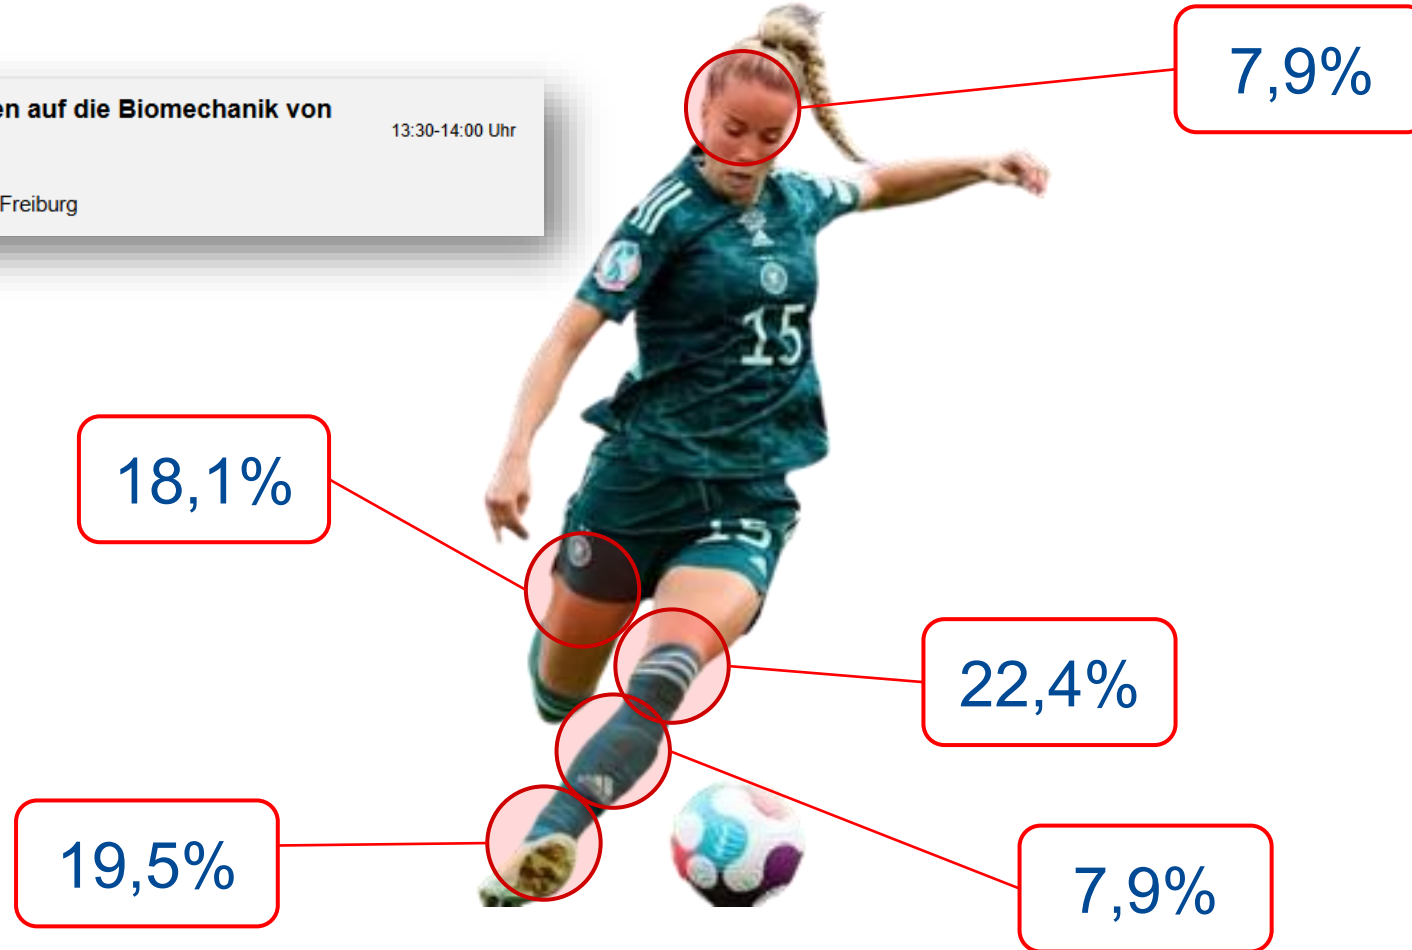 7,9%
en auf die Biomechanik von
13:30-14:00 Uhr
Freiburg
15
18,1%
15
22,4%
19,5%
7,9%